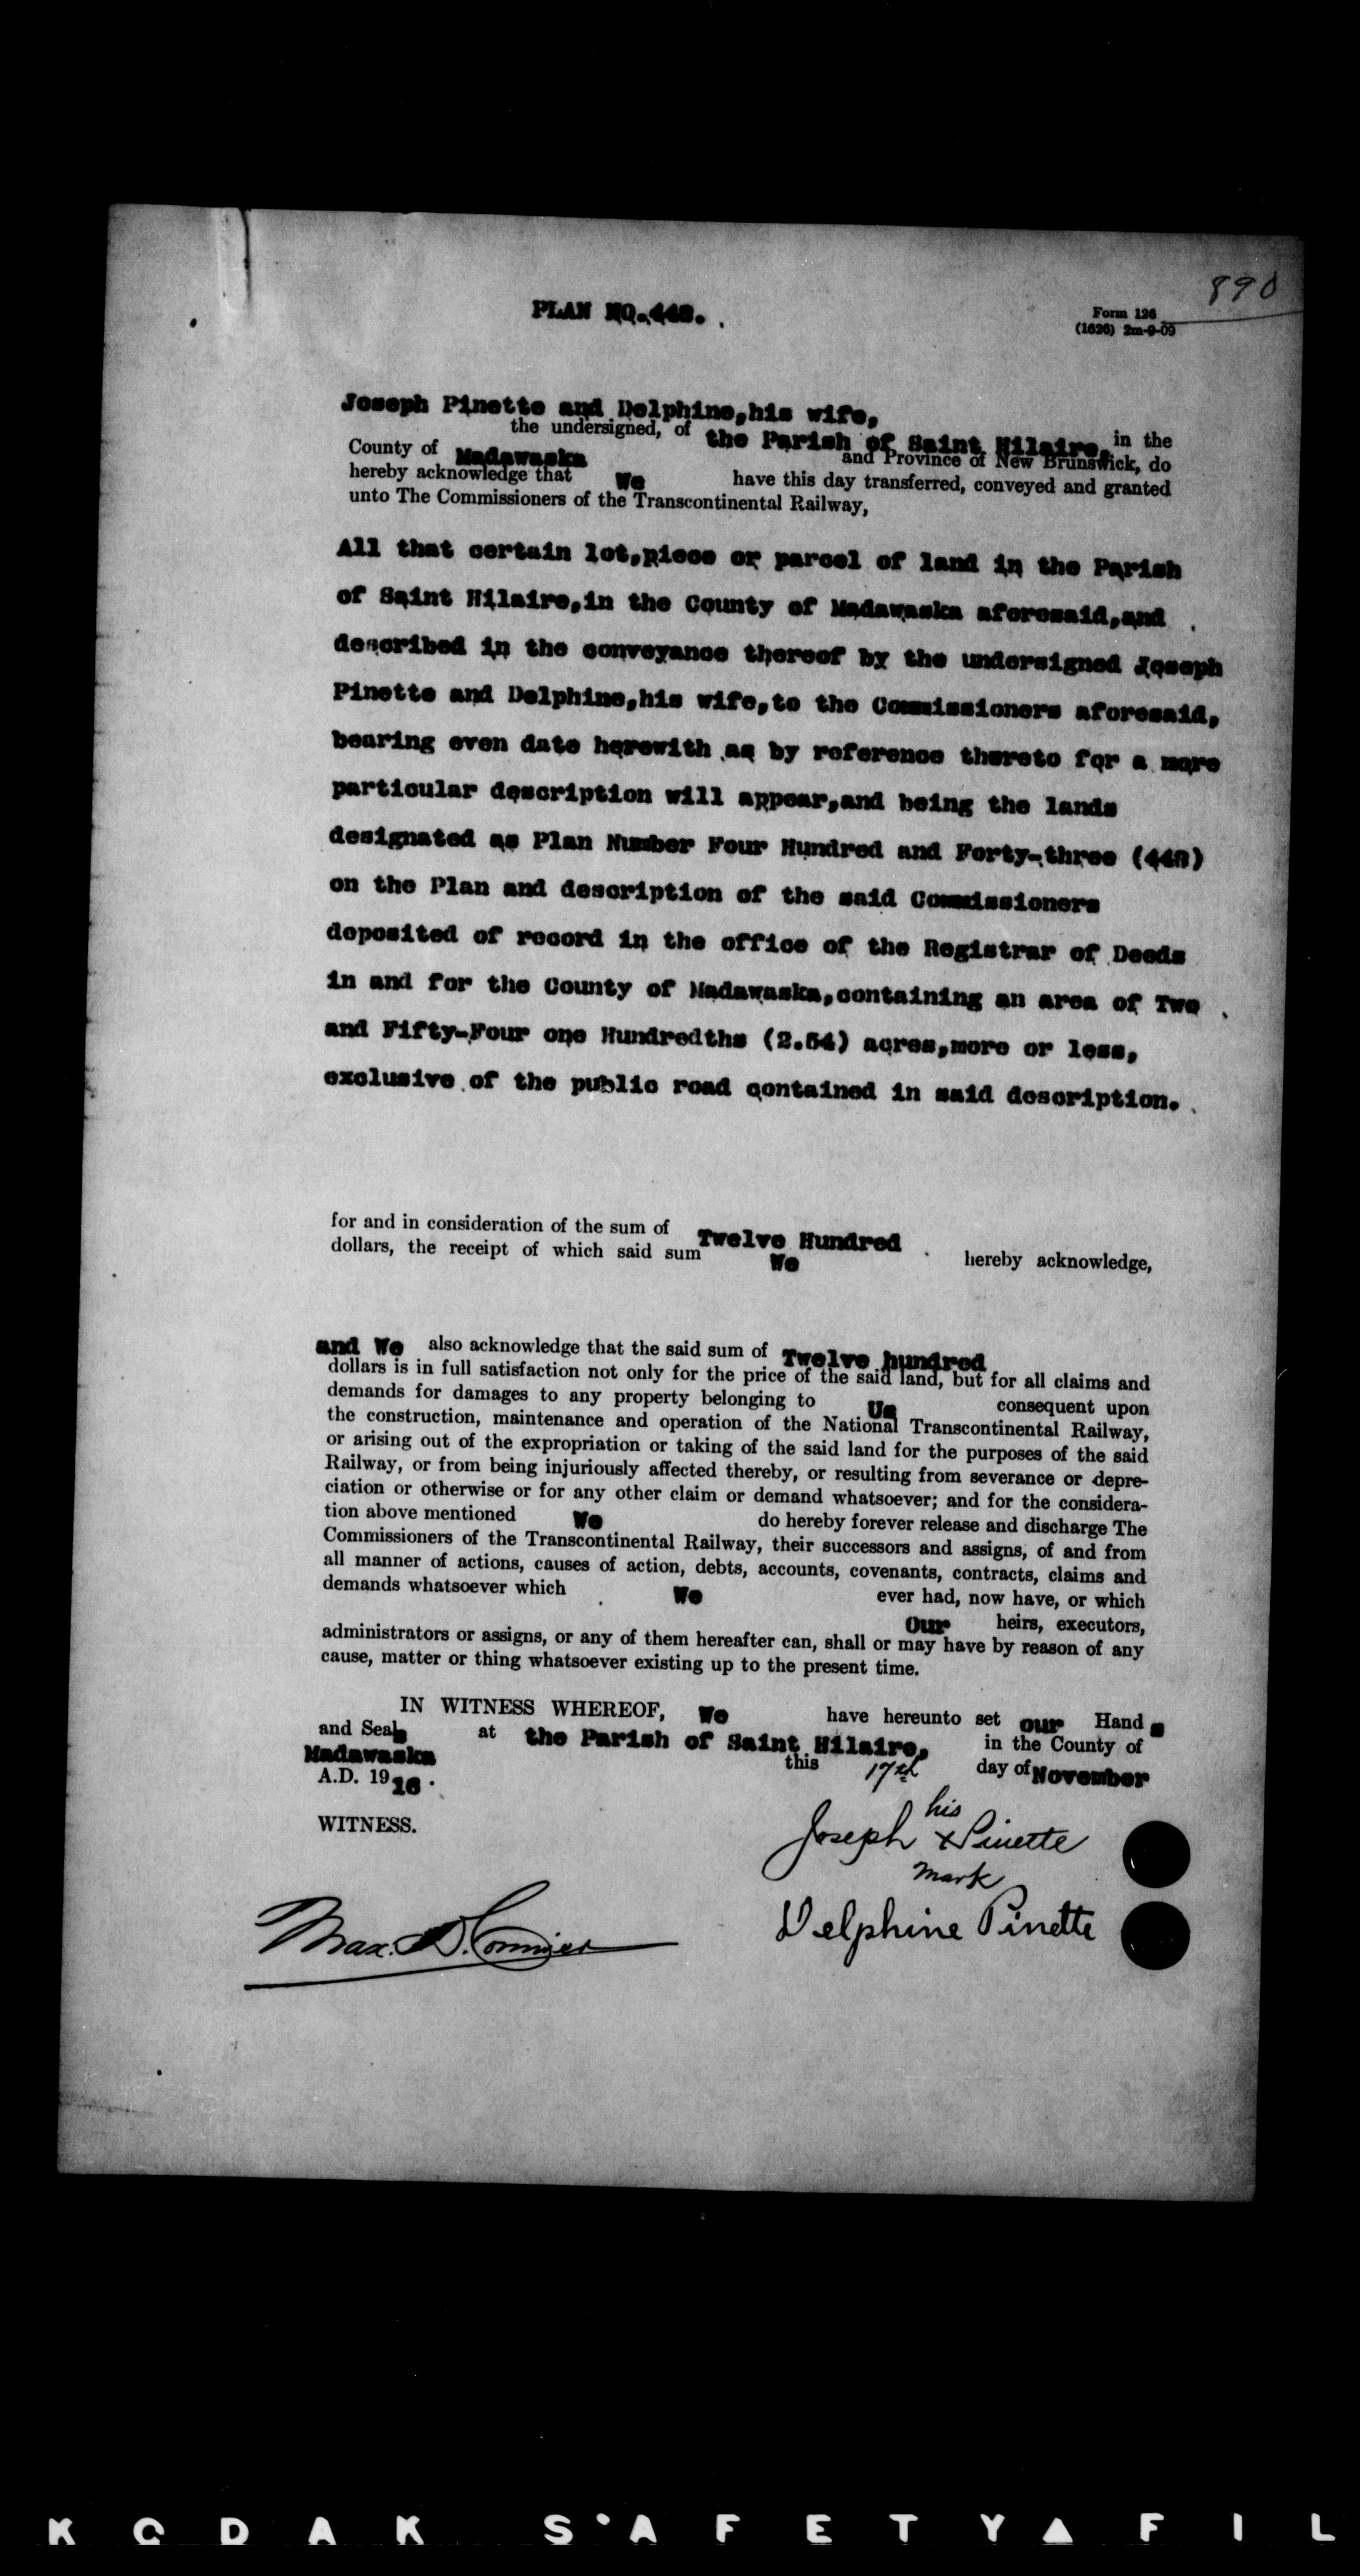 890
PLAN NO.443.
Form 126
(1626) 2m-9-09
Joseph Pinette and Delphine,his wife,
the undersigned, of the Parish of Saint Hilaire, in the
County of Madawaska and Province of New Brunswick, do
hereby acknowledge that We have this day transferred, conveyed and granted
unto The Commissioners of the Transcontinental Railway,
All that certain lot,piece or parcel of land in the Parish
of Saint Hilaire,in the County of Madawaska aforesaid,and
described in the conveyance thereof by the undersigned Joseph
Pinette and Delphine,his wife,to the Commissioners aforesaid,
bearing even date herewith as by reference thereto for a more
particular description will appear,and being the lands
designated as Plan Number Four Hundred and Forty-three (443)
on the Plan and description of the said Commissioners
deposited of record in the office of the Registrar of Deeds
in and for the County of Madawaska,containing an area of Two
and Fifty-Four one Hundredths (2.54) acres,more or less,
exclusive of the public road contained in said description.
for and in consideration of the sum of Twelve Hundred
dollars, the receipt of which said sum We hereby acknowledge,
and We also acknowledge that the said sum of Twelve hundred
dollars is in full satisfaction not only for the price of the said land, but for all claims and
demands for damages to any property belonging to Us consequent upon
the construction, maintenance and operation of the National Transcontinental Railway,
or arising out of the expropriation or taking of the said land for the purposes of the said
Railway, or from being injuriously affected thereby, or resulting from severance or depre-
ciation or otherwise or for any other claim or demand whatsoever; and for the considera-
tion above mentioned We do hereby forever release and discharge The
Commissioners of the Transcontinental Railway, their successors and assigns, of and from
all manner of actions, causes of action, debts, accounts, covenants, contracts, claims and
demands whatsoever which We ever had, now have, or which
Our heirs, executors,
administrators or assigns, or any of them hereafter can, shall or may have by reason of any
cause, matter or thing whatsoever existing up to the present time.
IN WITNESS WHEREOF, We have hereunto set our Hand s
and Seals at the Parish of Saint Hilaire, in the County of
Madawaska this 17th day of November
A.D. 1916.
WITNESS.
his
Joseph x Pinette
mark
Max. D. Cormier
Delphine Pinette
KODAK SAFETY FIL